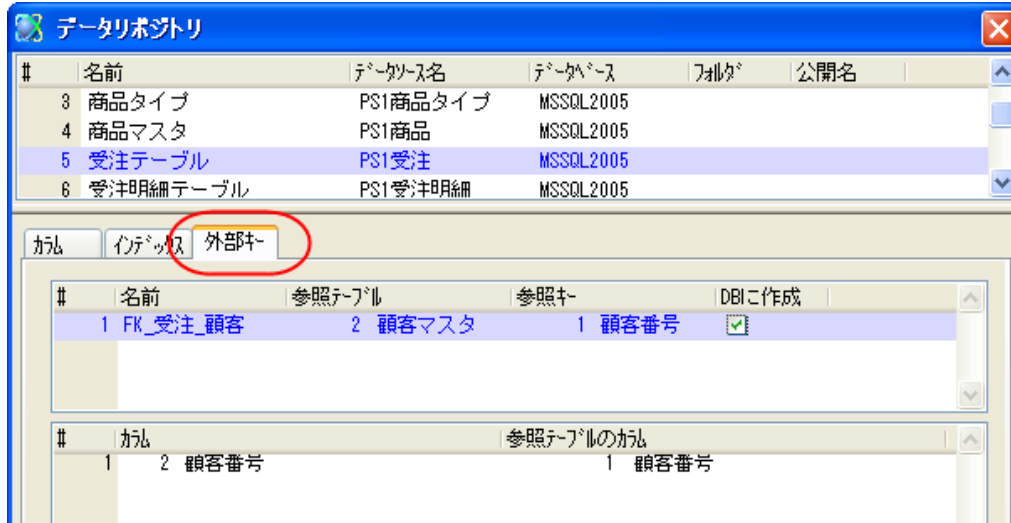 データリポジトリ
# 名前 ﾃﾞｰﾀｿｰｽ名 ﾃﾞｰﾀﾍﾞｰｽ ﾌｫﾙﾀﾞ 公開名
3 商品タイプ PS1商品タイプ MSSQL2005
4 商品マスタ PS1商品 MSSQL2005
5 受注テーブル PS1受注 MSSQL2005
6 受注明細テーブル PS1受注明細 MSSQL2005
ｶﾗﾑ ｲﾝﾃﾞｯｸｽ 外部ｷｰ
# 名前 参照ﾃｰﾌﾞﾙ 参照ｷｰ DBに作成
1 FK_受注_顧客 2 顧客マスタ 1 顧客番号
# ｶﾗﾑ 参照ﾃｰﾌﾞﾙのｶﾗﾑ
1 2 顧客番号 1 顧客番号